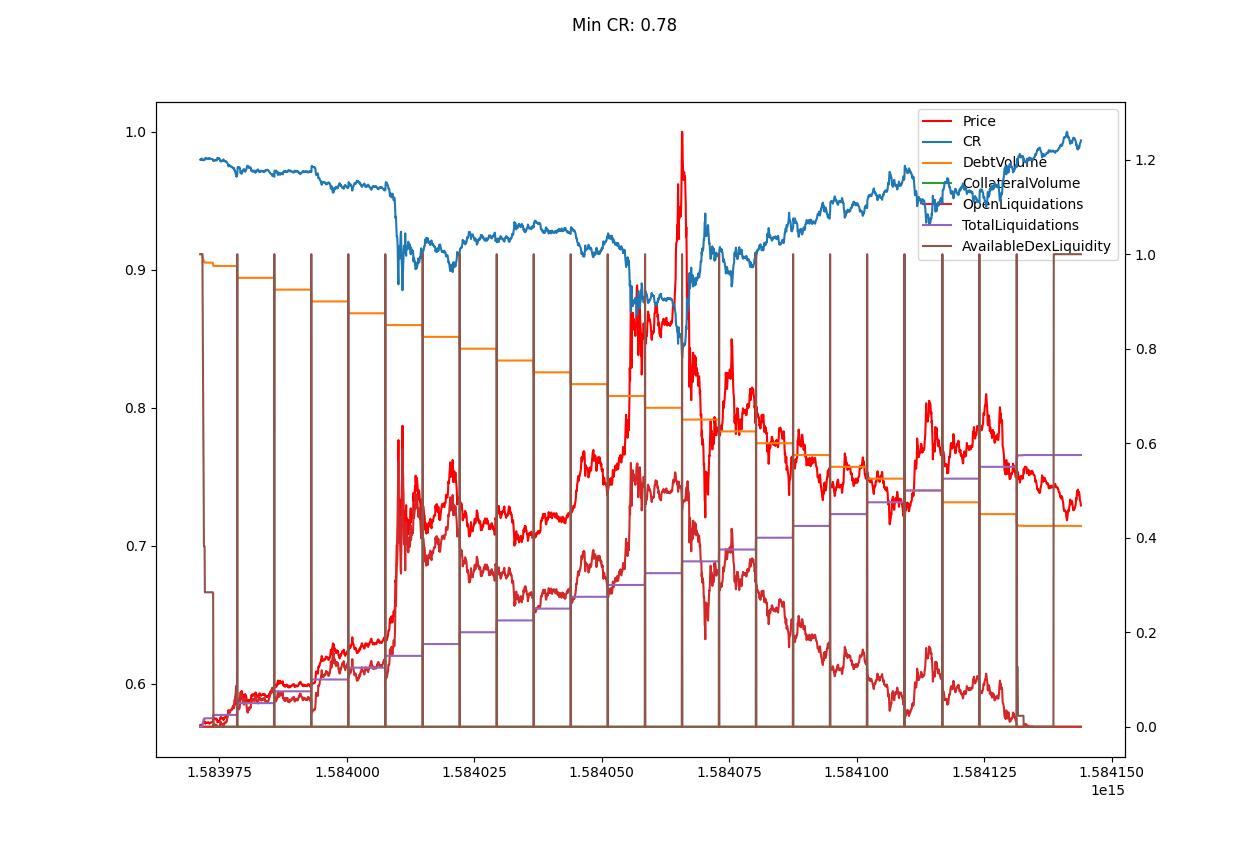 Min CR: 0.78
1.0
0.9
0.8
0.7
0.6
Price
CR
DebtVolume
CollateralVolume
OpenLiquidations
TotalLiquidations
AvailableDexLiquidity
1.2
1.0
0.8
0.6
0.4
0.2
0.0
1.583975 1.584000 1.584025 1.584050 1.584075 1.584100 1.584125 1.584150
1e15